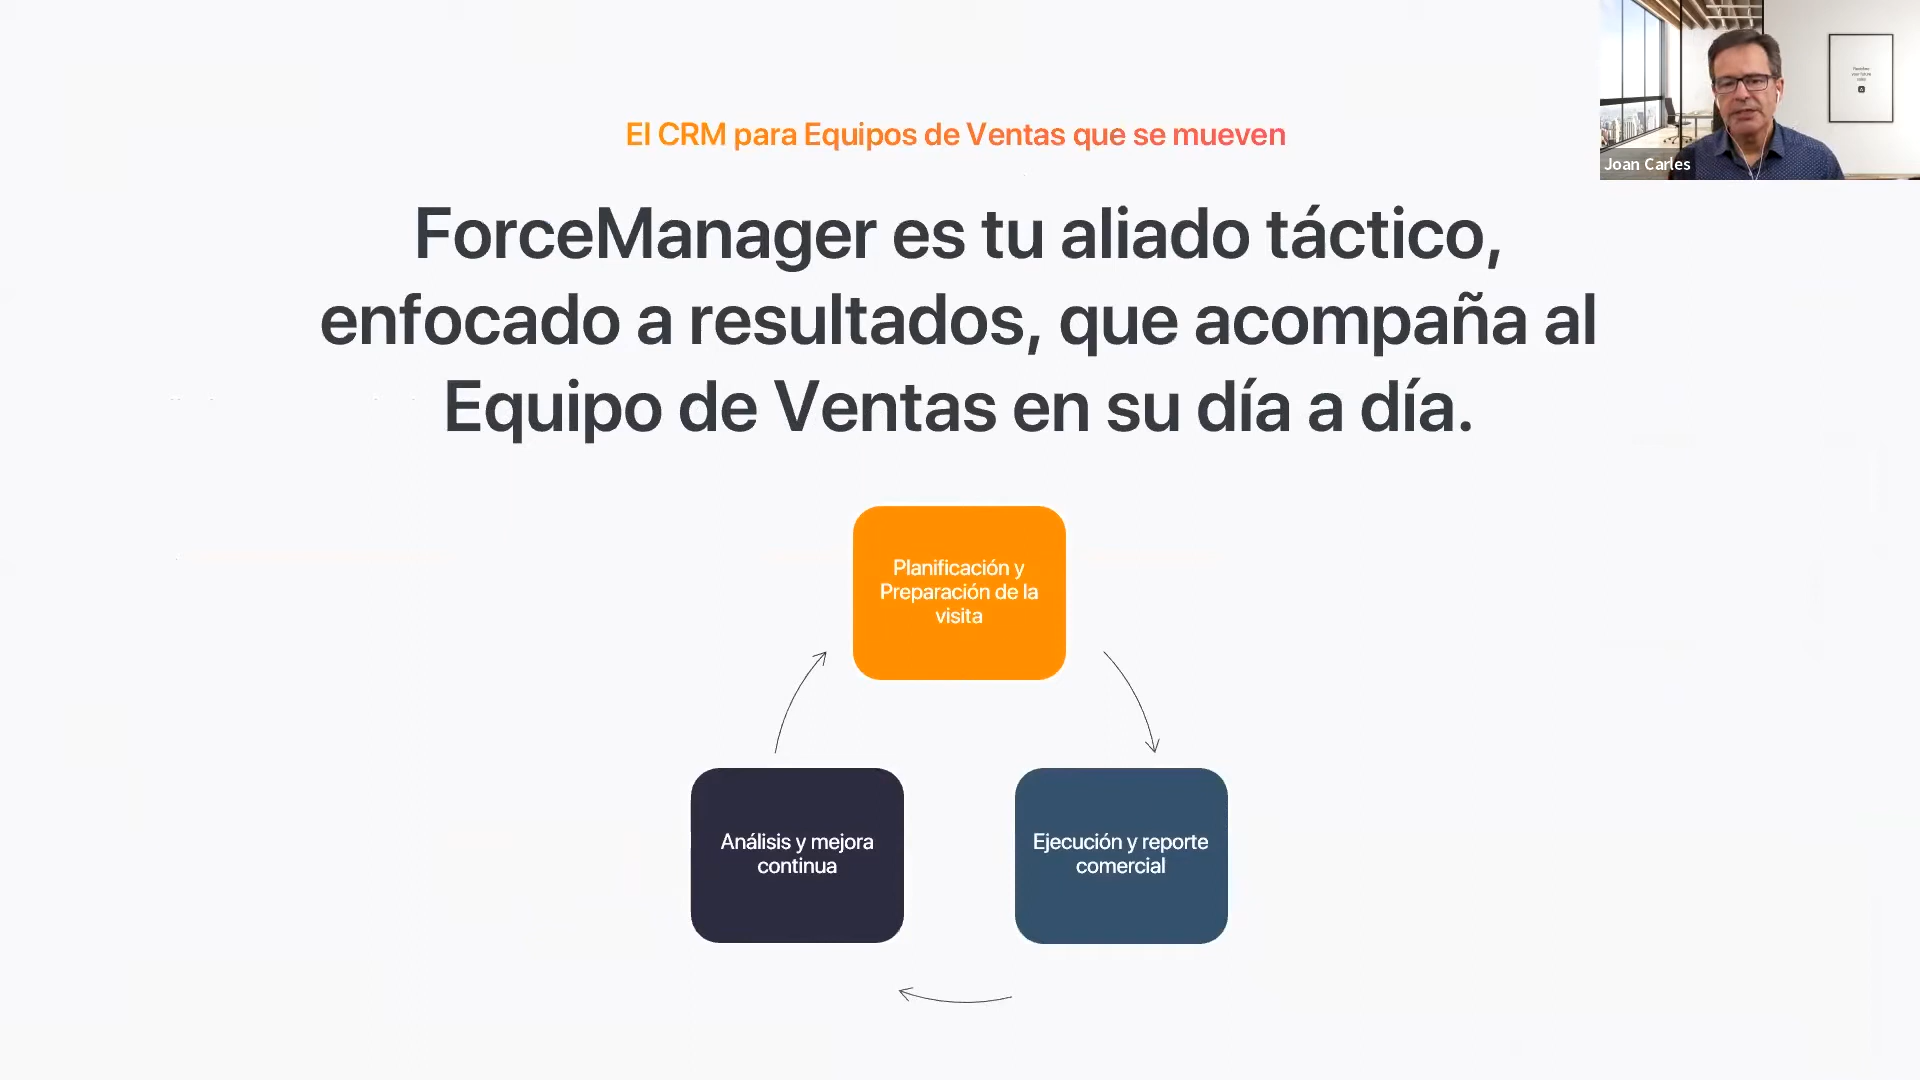 El CRM para Equipos de Ventas que se mueven
ForceManager es tu aliado táctico,
enfocado a resultados, que acompaña al
Equipo de Ventas en su día a día.
Planificación y
Preparación de la
visita
Análisis y mejora
continua
Ejecución y reporte
comercial
Joan Carles